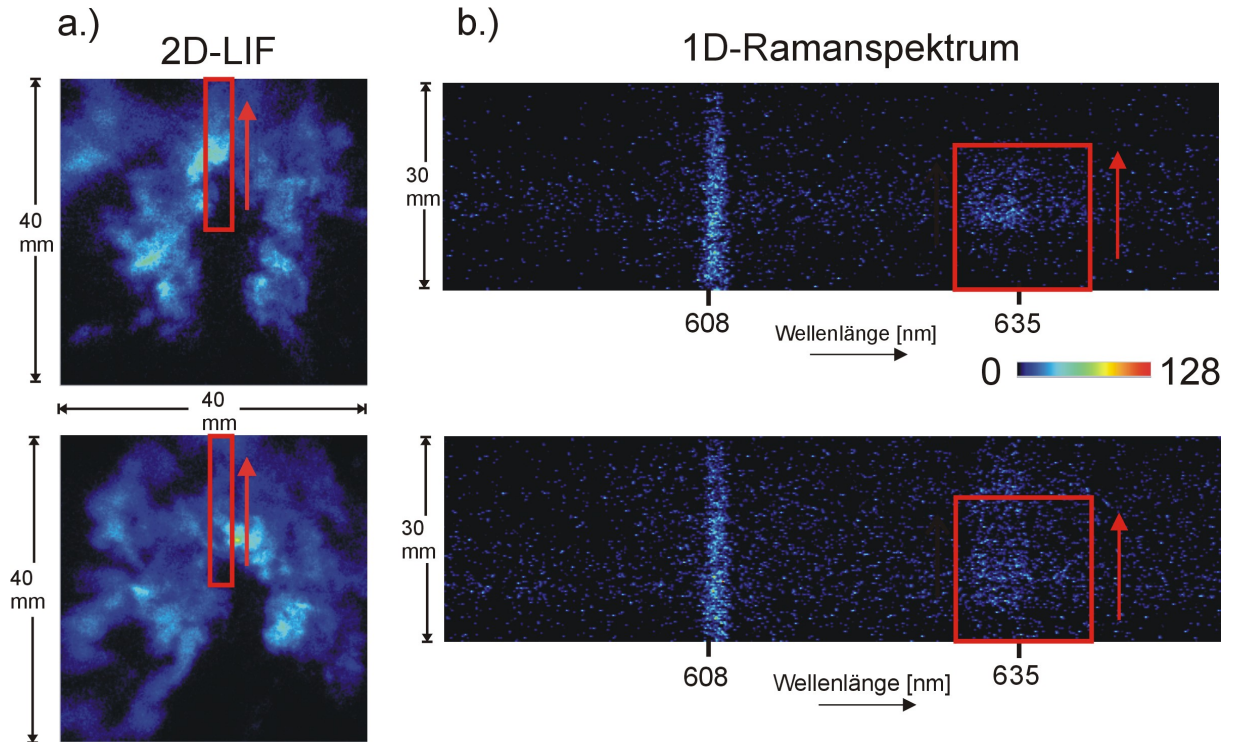 a.)
2D-LIF
b.)
1D-Ramanspektrum
40
mm
30
mm
608
635
Wellenlänge [nm]
0
128
40
mm
40
mm
30
mm
608
635
Wellenlänge [nm]